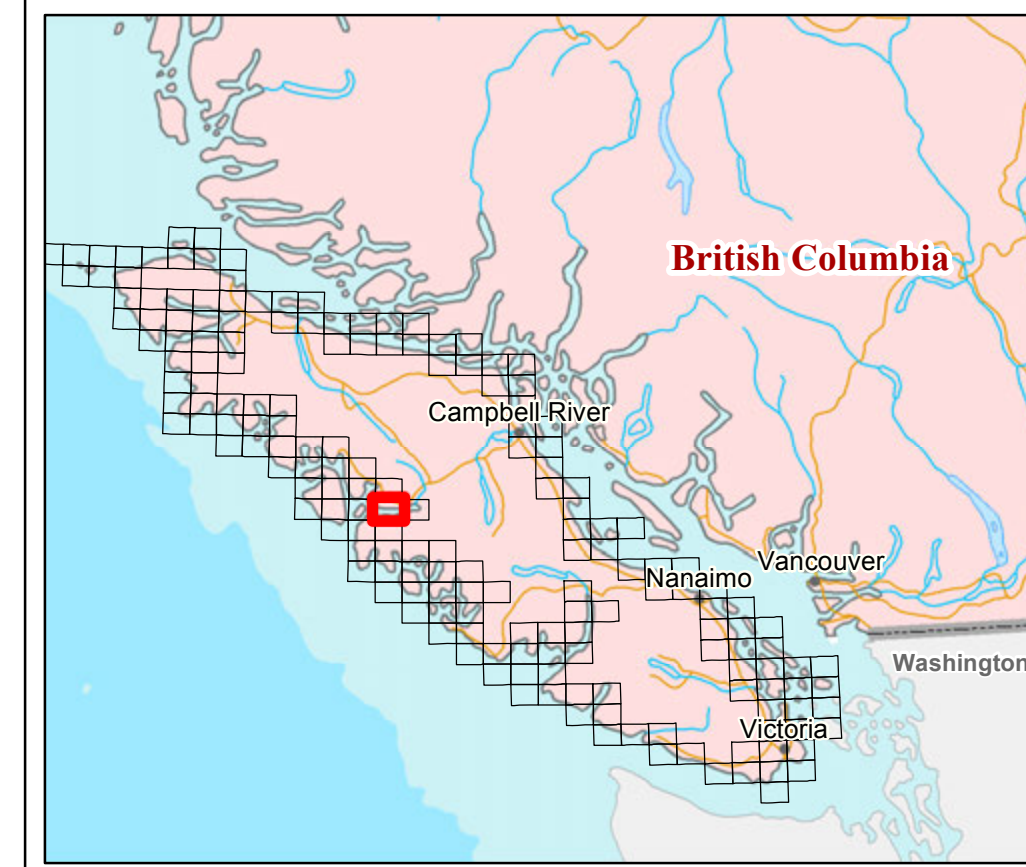 British Columbia
Campbell River
Vancouver
Nanaimo
Washington
Victoria